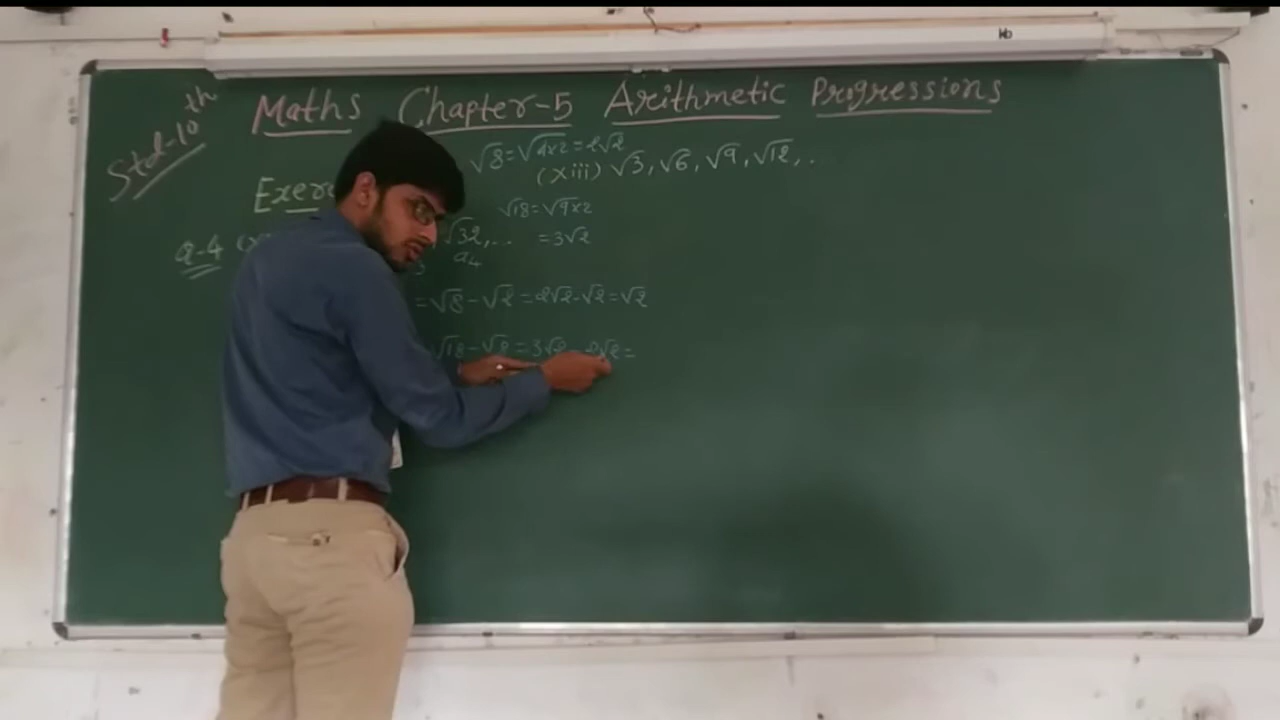 Maths Chapter-5 Arithmetic Progressions
Std-10th
√8=√4x2=2√2
(xiii) √3, √6, √9, √12, .
√18=√9x2
=3√2
Q-4
√32, ...
a4
=√8-√2=2√2-√2=√2
√18-√8=3√2-2√2=